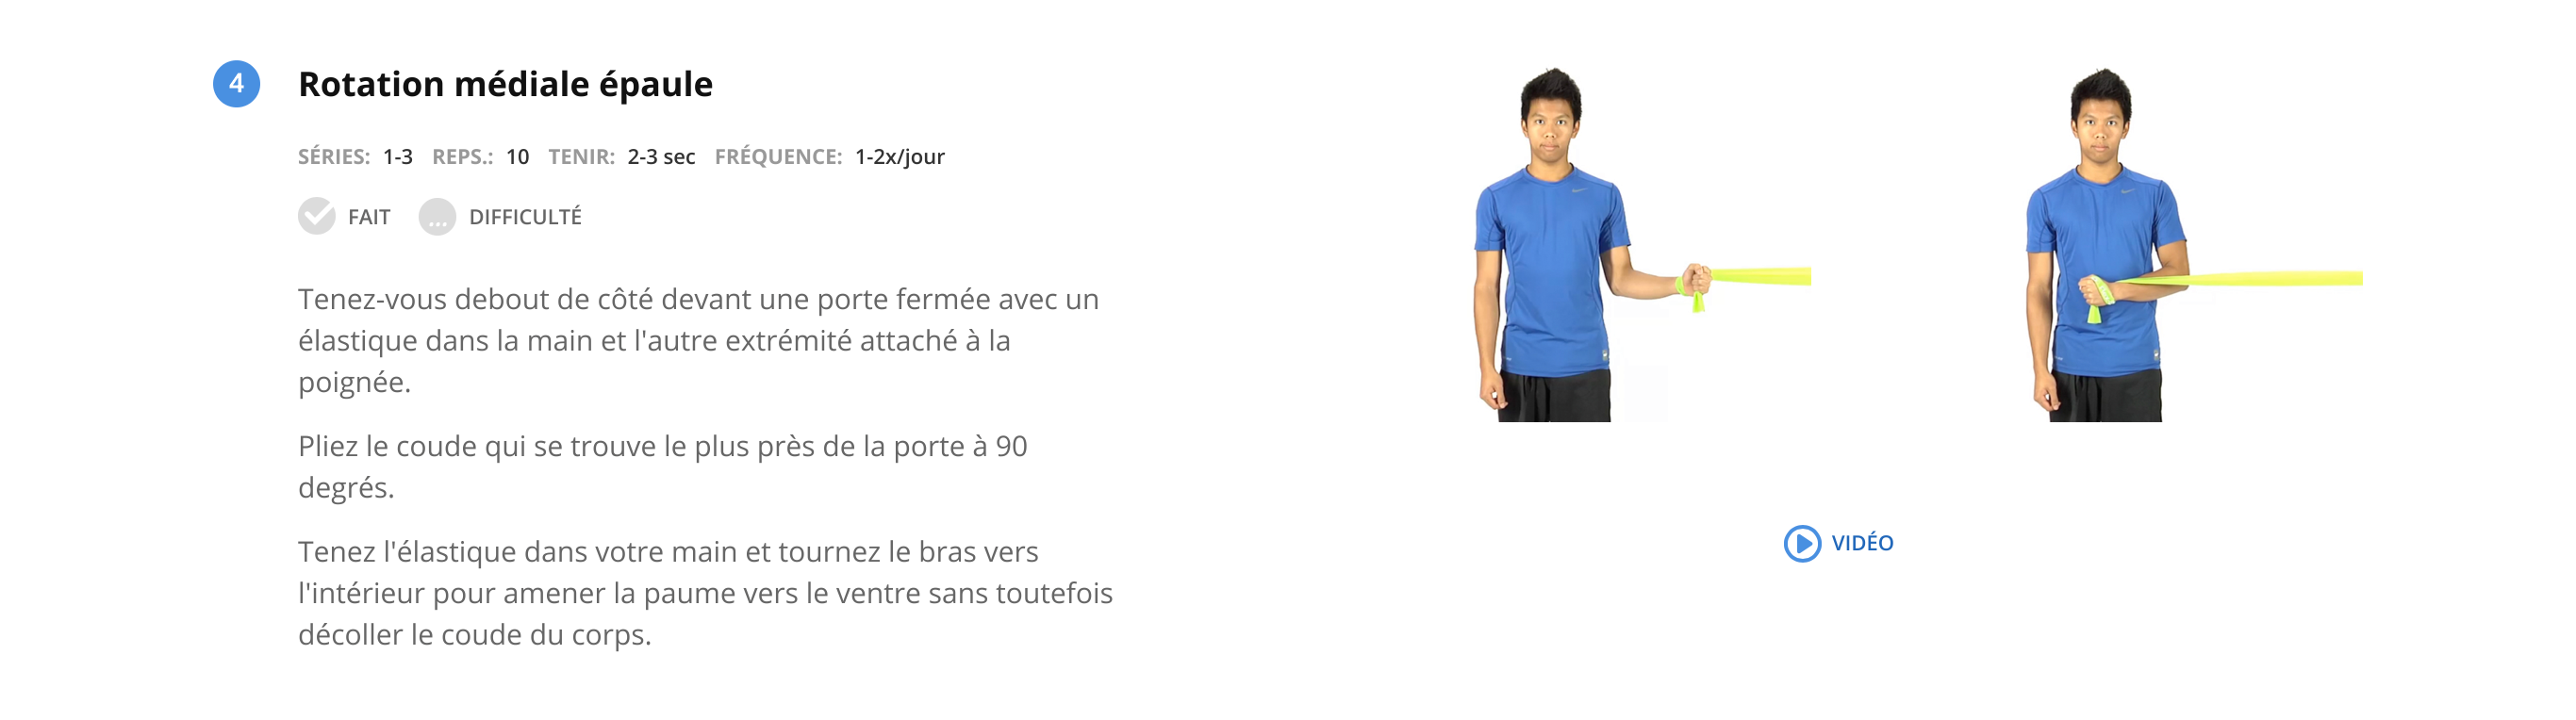 4 Rotation médiale épaule
SÉRIES: 1-3 REPS.: 10 TENIR: 2-3 sec FRÉQUENCE: 1-2x/jour
FAIT ... DIFFICULTÉ
Tenez-vous debout de côté devant une porte fermée avec un
élastique dans la main et l'autre extrémité attaché à la
poignée.
Pliez le coude qui se trouve le plus près de la porte à 90
degrés.
Tenez l'élastique dans votre main et tournez le bras vers
l'intérieur pour amener la paume vers le ventre sans toutefois
décoller le coude du corps.
VIDÉO